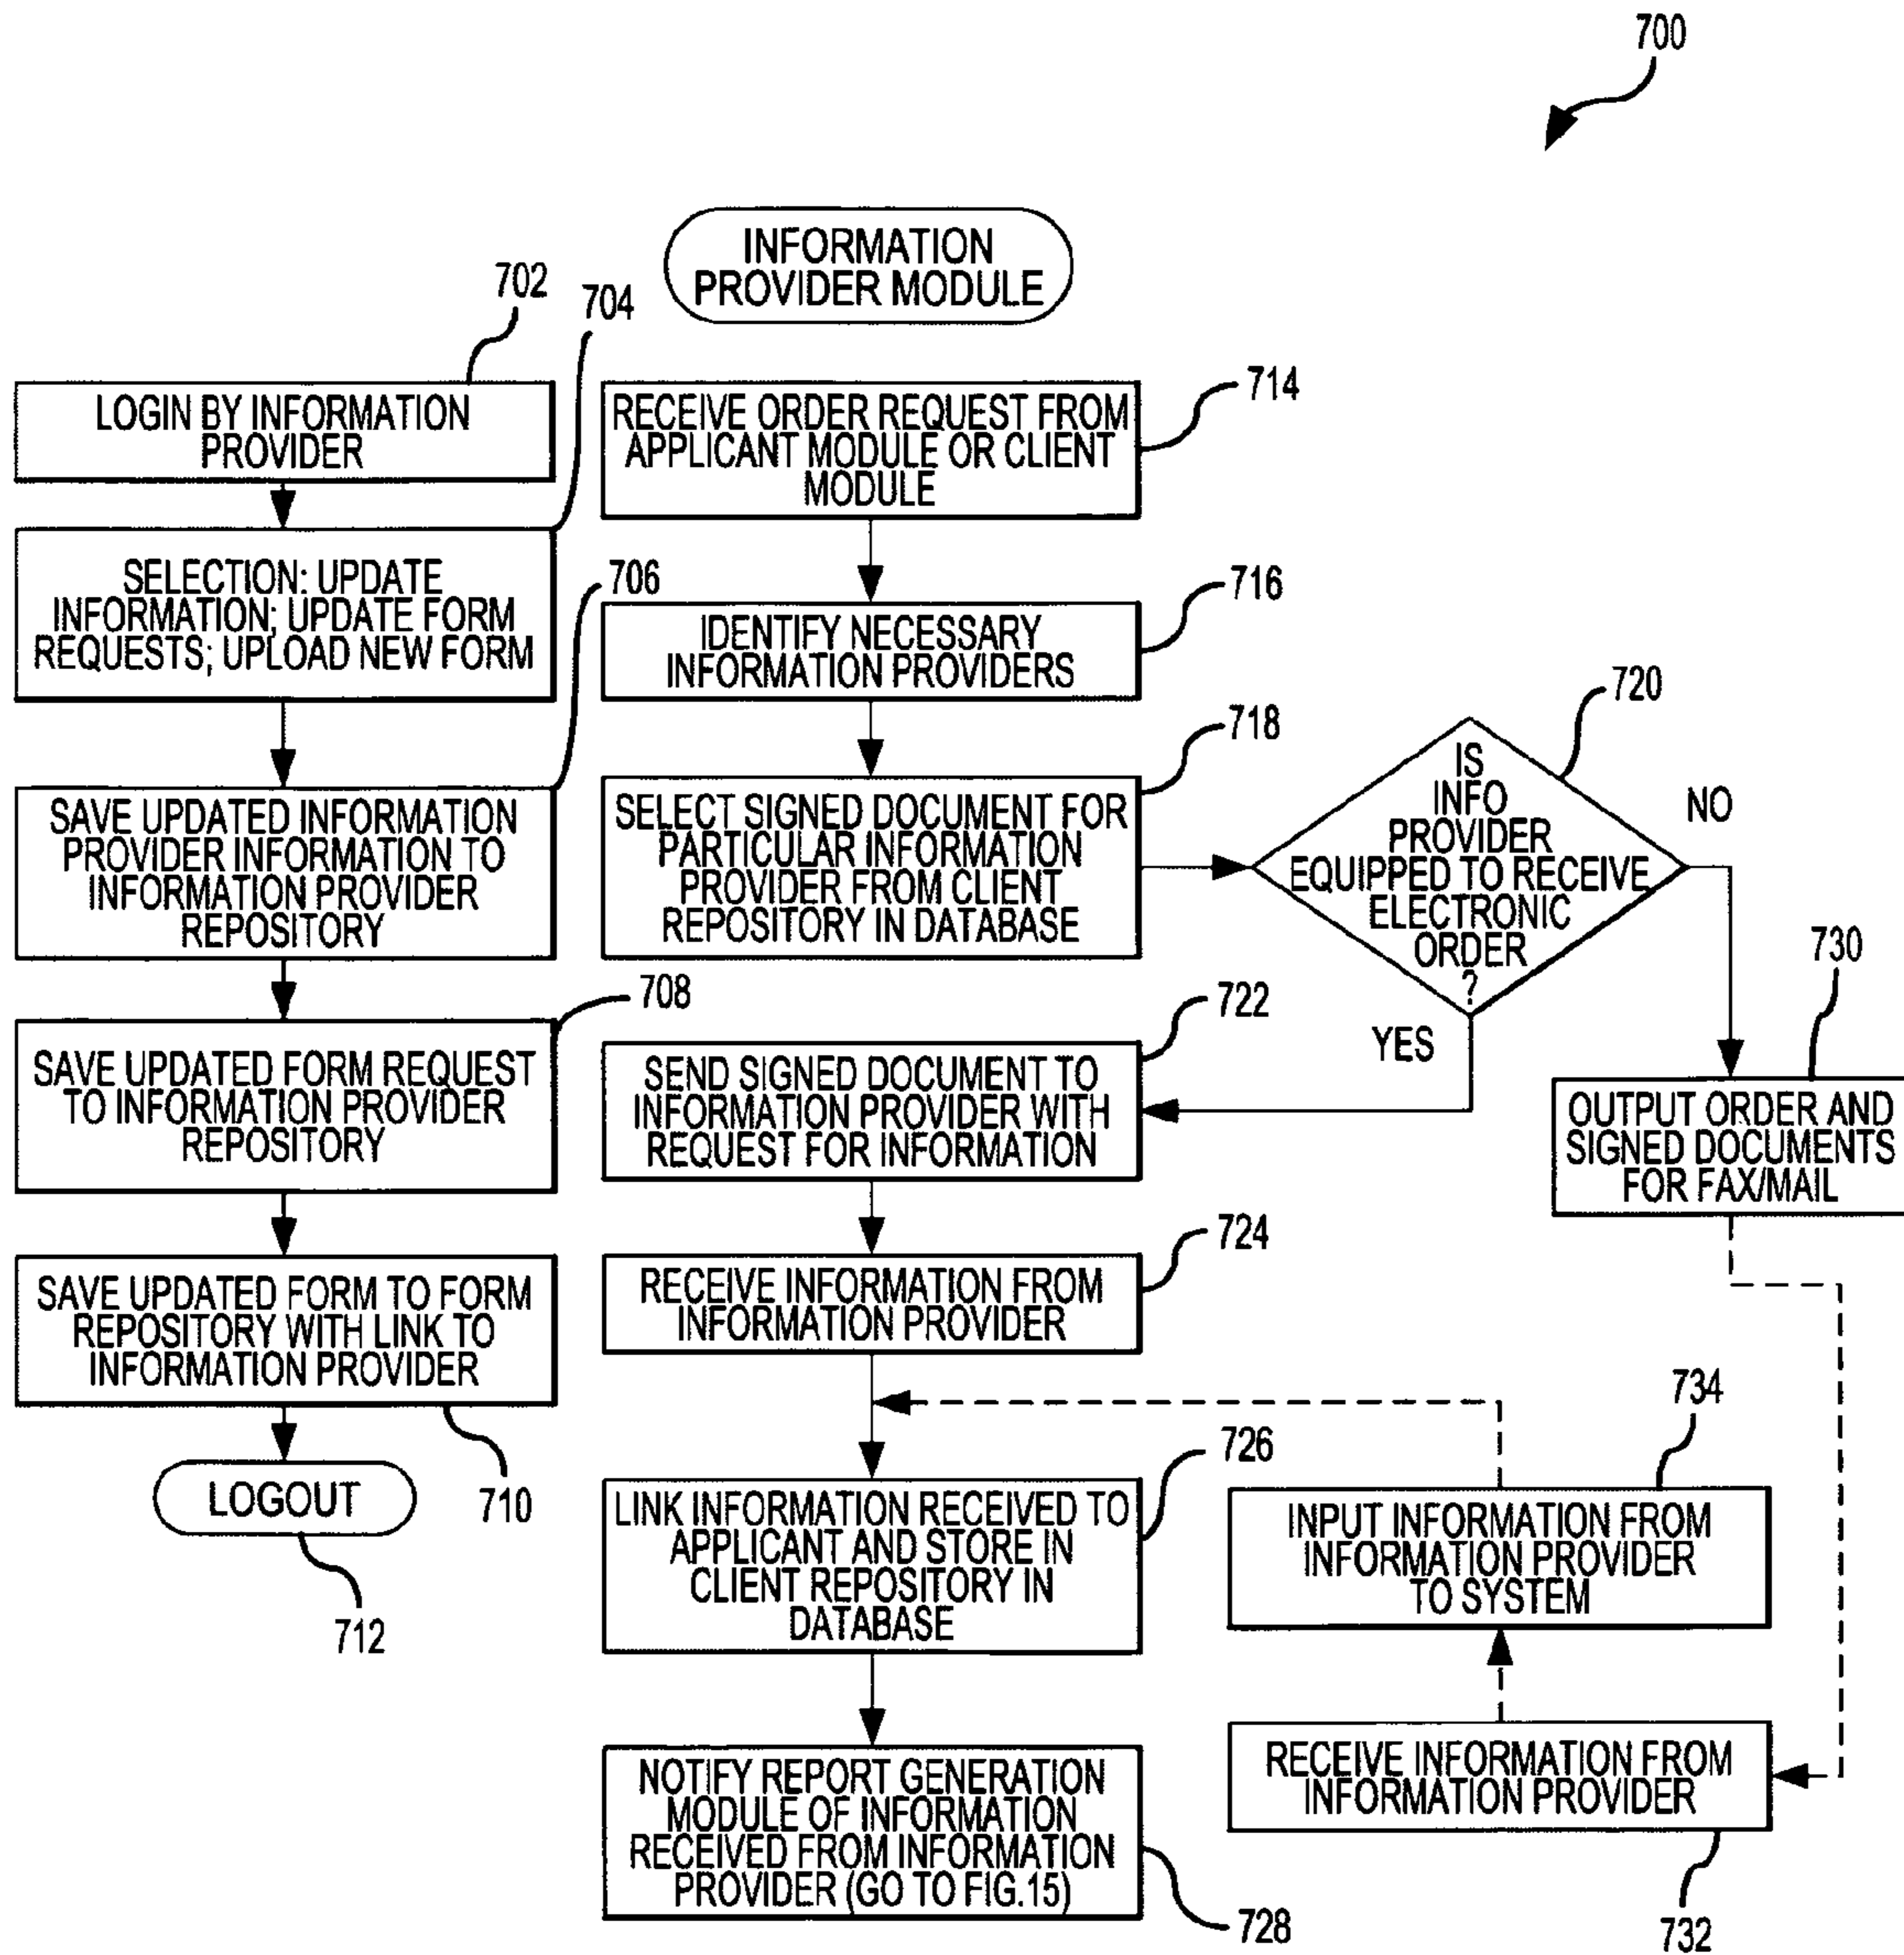 700
INFORMATION
PROVIDER MODULE
702
LOGIN BY INFORMATION
PROVIDER
704
SELECTION: UPDATE
INFORMATION; UPDATE FORM
REQUESTS; UPLOAD NEW FORM
706
SAVE UPDATED INFORMATION
PROVIDER INFORMATION TO
INFORMATION PROVIDER
REPOSITORY
708
SAVE UPDATED FORM REQUEST
TO INFORMATION PROVIDER
REPOSITORY
SAVE UPDATED FORM TO FORM
REPOSITORY WITH LINK TO
INFORMATION PROVIDER
710
LOGOUT
712
714
RECEIVE ORDER REQUEST FROM
APPLICANT MODULE OR CLIENT
MODULE
716
IDENTIFY NECESSARY
INFORMATION PROVIDERS
718
SELECT SIGNED DOCUMENT FOR
PARTICULAR INFORMATION
PROVIDER FROM CLIENT
REPOSITORY IN DATABASE
720
IS
INFO
PROVIDER
EQUIPPED TO RECEIVE
ELECTRONIC
ORDER
?
NO
YES
722
SEND SIGNED DOCUMENT TO
INFORMATION PROVIDER WITH
REQUEST FOR INFORMATION
724
RECEIVE INFORMATION FROM
INFORMATION PROVIDER
726
LINK INFORMATION RECEIVED TO
APPLICANT AND STORE IN
CLIENT REPOSITORY IN
DATABASE
NOTIFY REPORT GENERATION
MODULE OF INFORMATION
RECEIVED FROM INFORMATION
PROVIDER (GO TO FIG.15)
728
730
OUTPUT ORDER AND
SIGNED DOCUMENTS
FOR FAX/MAIL
734
INPUT INFORMATION FROM
INFORMATION PROVIDER
TO SYSTEM
RECEIVE INFORMATION FROM
INFORMATION PROVIDER
732